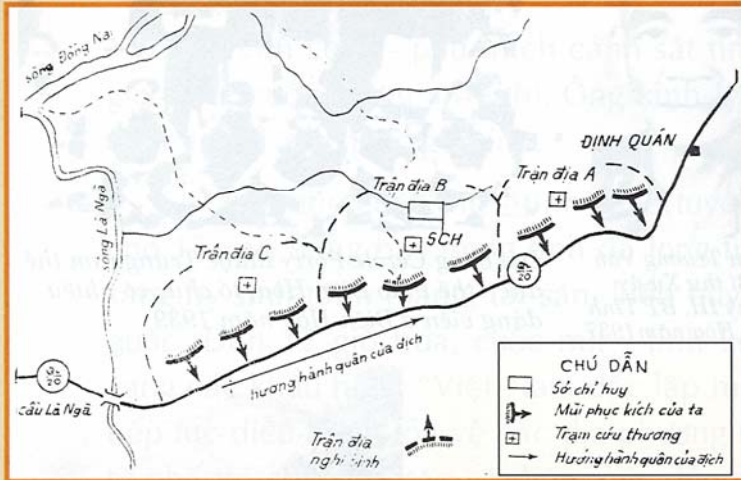 Sông Đồng Nai
ĐỊNH QUÁN
Trận địa B
Trận địa A
Sông La Ngà
Trận địa C
SCH
QL 20
hướng hành quân của địch
QL 20
cầu La Ngà
Trận địa
nghi binh
CHÚ DẪN
Sở chỉ huy
Mũi phục kích của ta
Trạm cứu thương
Hướng hành quân của địch